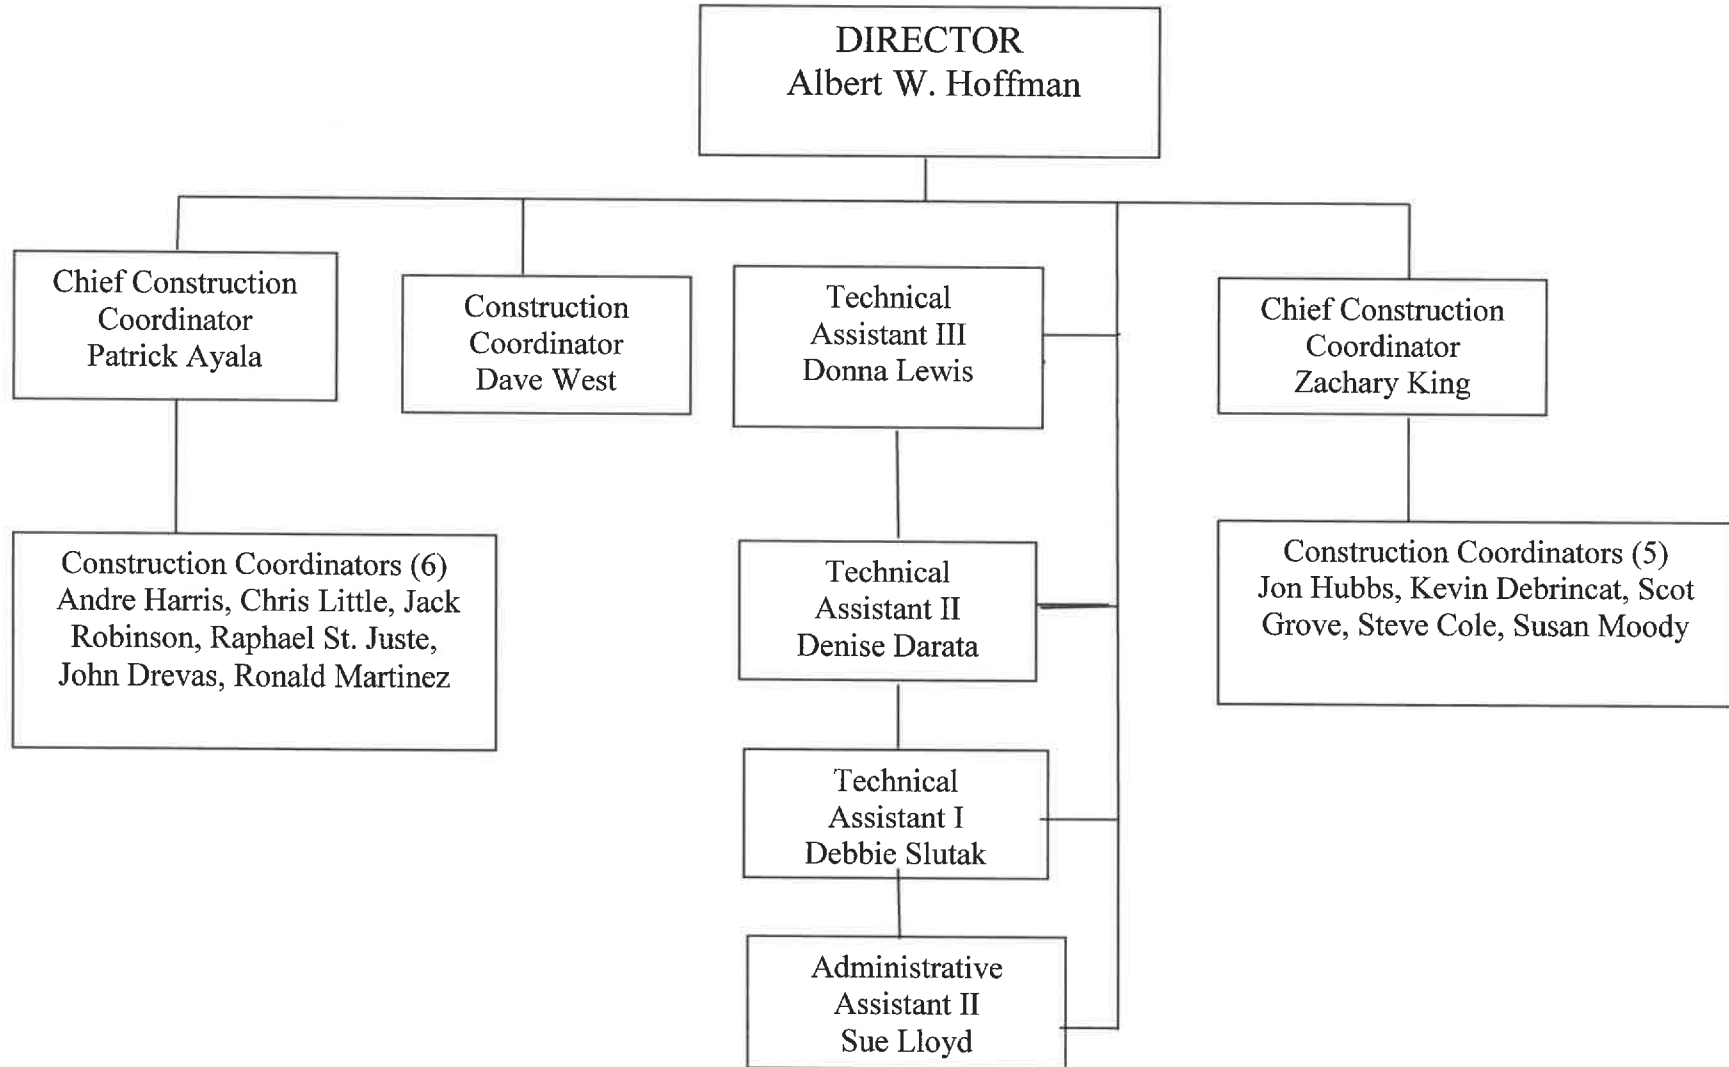 DIRECTOR
Albert W. Hoffman
Chief Construction
Coordinator
Patrick Ayala
Construction
Coordinator
Dave West
Technical
Assistant III
Donna Lewis
Chief Construction
Coordinator
Zachary King
Construction Coordinators (6)
Andre Harris, Chris Little, Jack
Robinson, Raphael St. Juste,
John Drevas, Ronald Martinez
Technical
Assistant II
Denise Darata
Construction Coordinators (5)
Jon Hubbs, Kevin Debrincat, Scot
Grove, Steve Cole, Susan Moody
Technical
Assistant I
Debbie Slutak
Administrative
Assistant II
Sue Lloyd